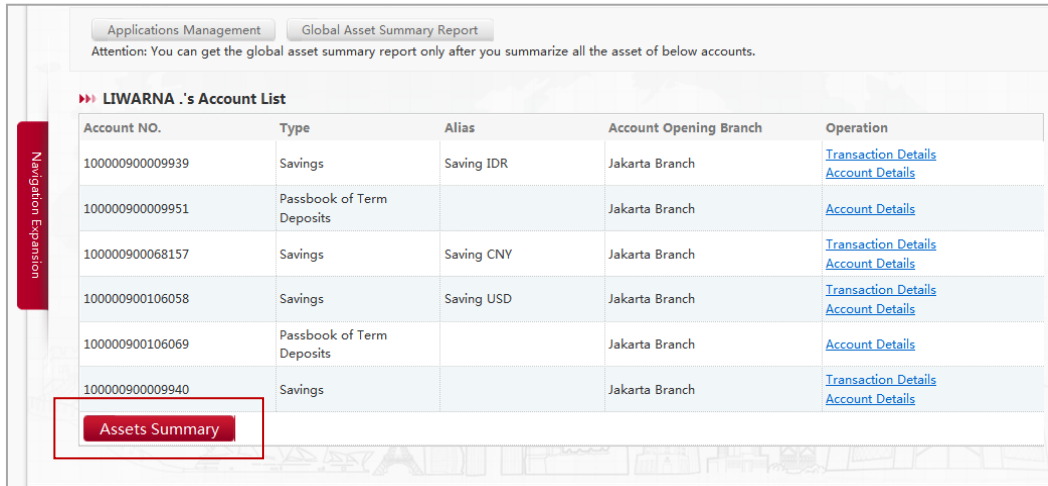 Applications Management Global Asset Summary Report
Attention: You can get the global asset summary report only after you summarize all the asset of below accounts.
LIWARNA .'s Account List
Account NO. Type Alias Account Opening Branch Operation
100000900009939 Savings Saving IDR Jakarta Branch Transaction Details
Account Details
100000900009951 Passbook of Term Deposits Jakarta Branch Account Details
100000900068157 Savings Saving CNY Jakarta Branch Transaction Details
Account Details
100000900106058 Savings Saving USD Jakarta Branch Transaction Details
Account Details
100000900106069 Passbook of Term Deposits Jakarta Branch Account Details
100000900009940 Savings Jakarta Branch Transaction Details
Account Details
Assets Summary
Navigation Expansion